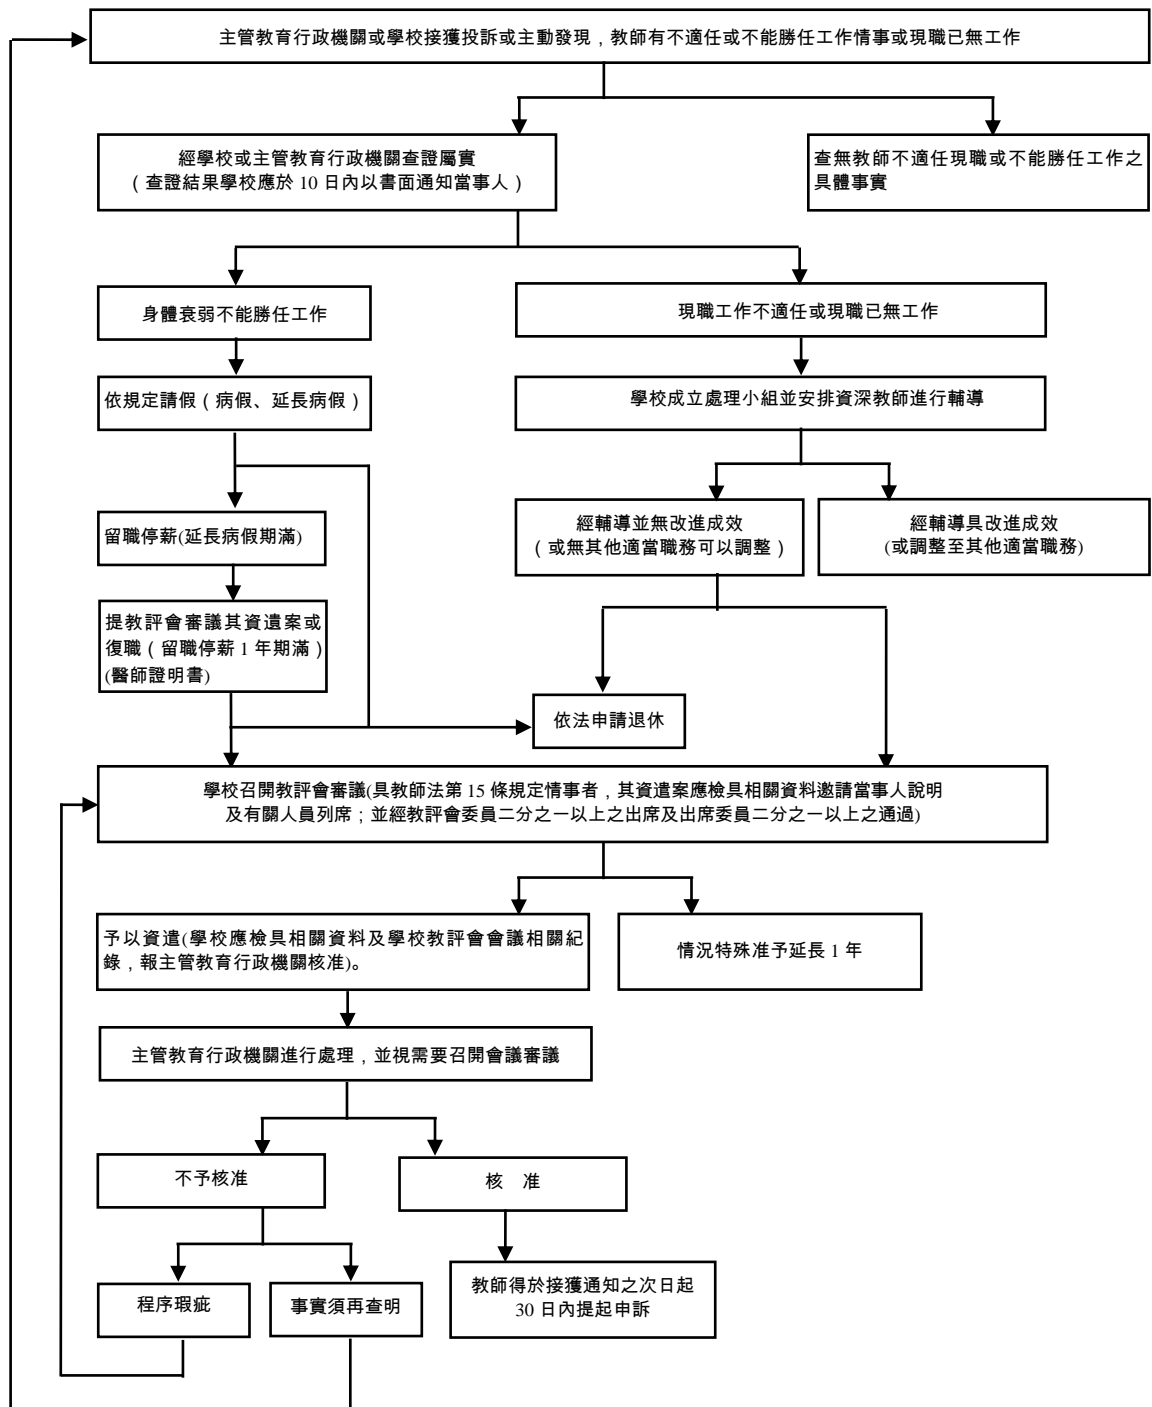 主管教育行政機關或學校接獲投訴或主動發現，教師有不適任或不能勝任工作情事或現職已無工作
經學校或主管教育行政機關查證屬實
（查證結果學校應於 10 日內以書面通知當事人）
查無教師不適任現職或不能勝任工作之
具體事實
身體衰弱不能勝任工作
現職工作不適任或現職已無工作
依規定請假（病假、延長病假）
學校成立處理小組並安排資深教師進行輔導
留職停薪(延長病假期滿)
經輔導並無改進成效
（或無其他適當職務可以調整）
經輔導具改進成效
(或調整至其他適當職務)
提教評會審議其資遣案或
復職（留職停薪 1 年期滿）
(醫師證明書)
依法申請退休
學校召開教評會審議(具教師法第 15 條規定情事者，其資遣案應檢具相關資料邀請當事人說明
及有關人員列席；並經教評會委員二分之一以上之出席及出席委員二分之一以上之通過)
予以資遣(學校應檢具相關資料及學校教評會會議相關紀
錄，報主管教育行政機關核准)。
情況特殊准予延長 1 年
主管教育行政機關進行處理，並視需要召開會議審議
不予核准
核　准
程序瑕疵
事實須再查明
教師得於接獲通知之次日起
30 日內提起申訴